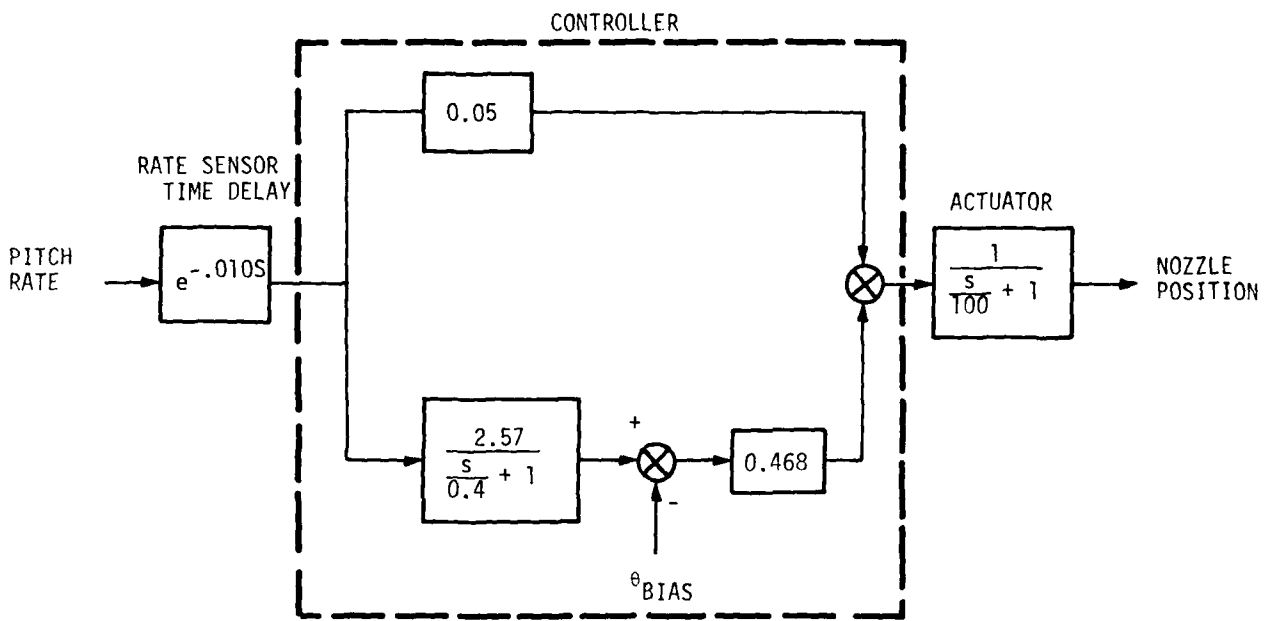 CONTROLLER
0.05
RATE SENSOR
TIME DELAY
PITCH
RATE
e^-.010S
ACTUATOR
1
s
100 + 1
NOZZLE
POSITION
2.57
s
0.4 + 1
+
0.468
-
θBIAS